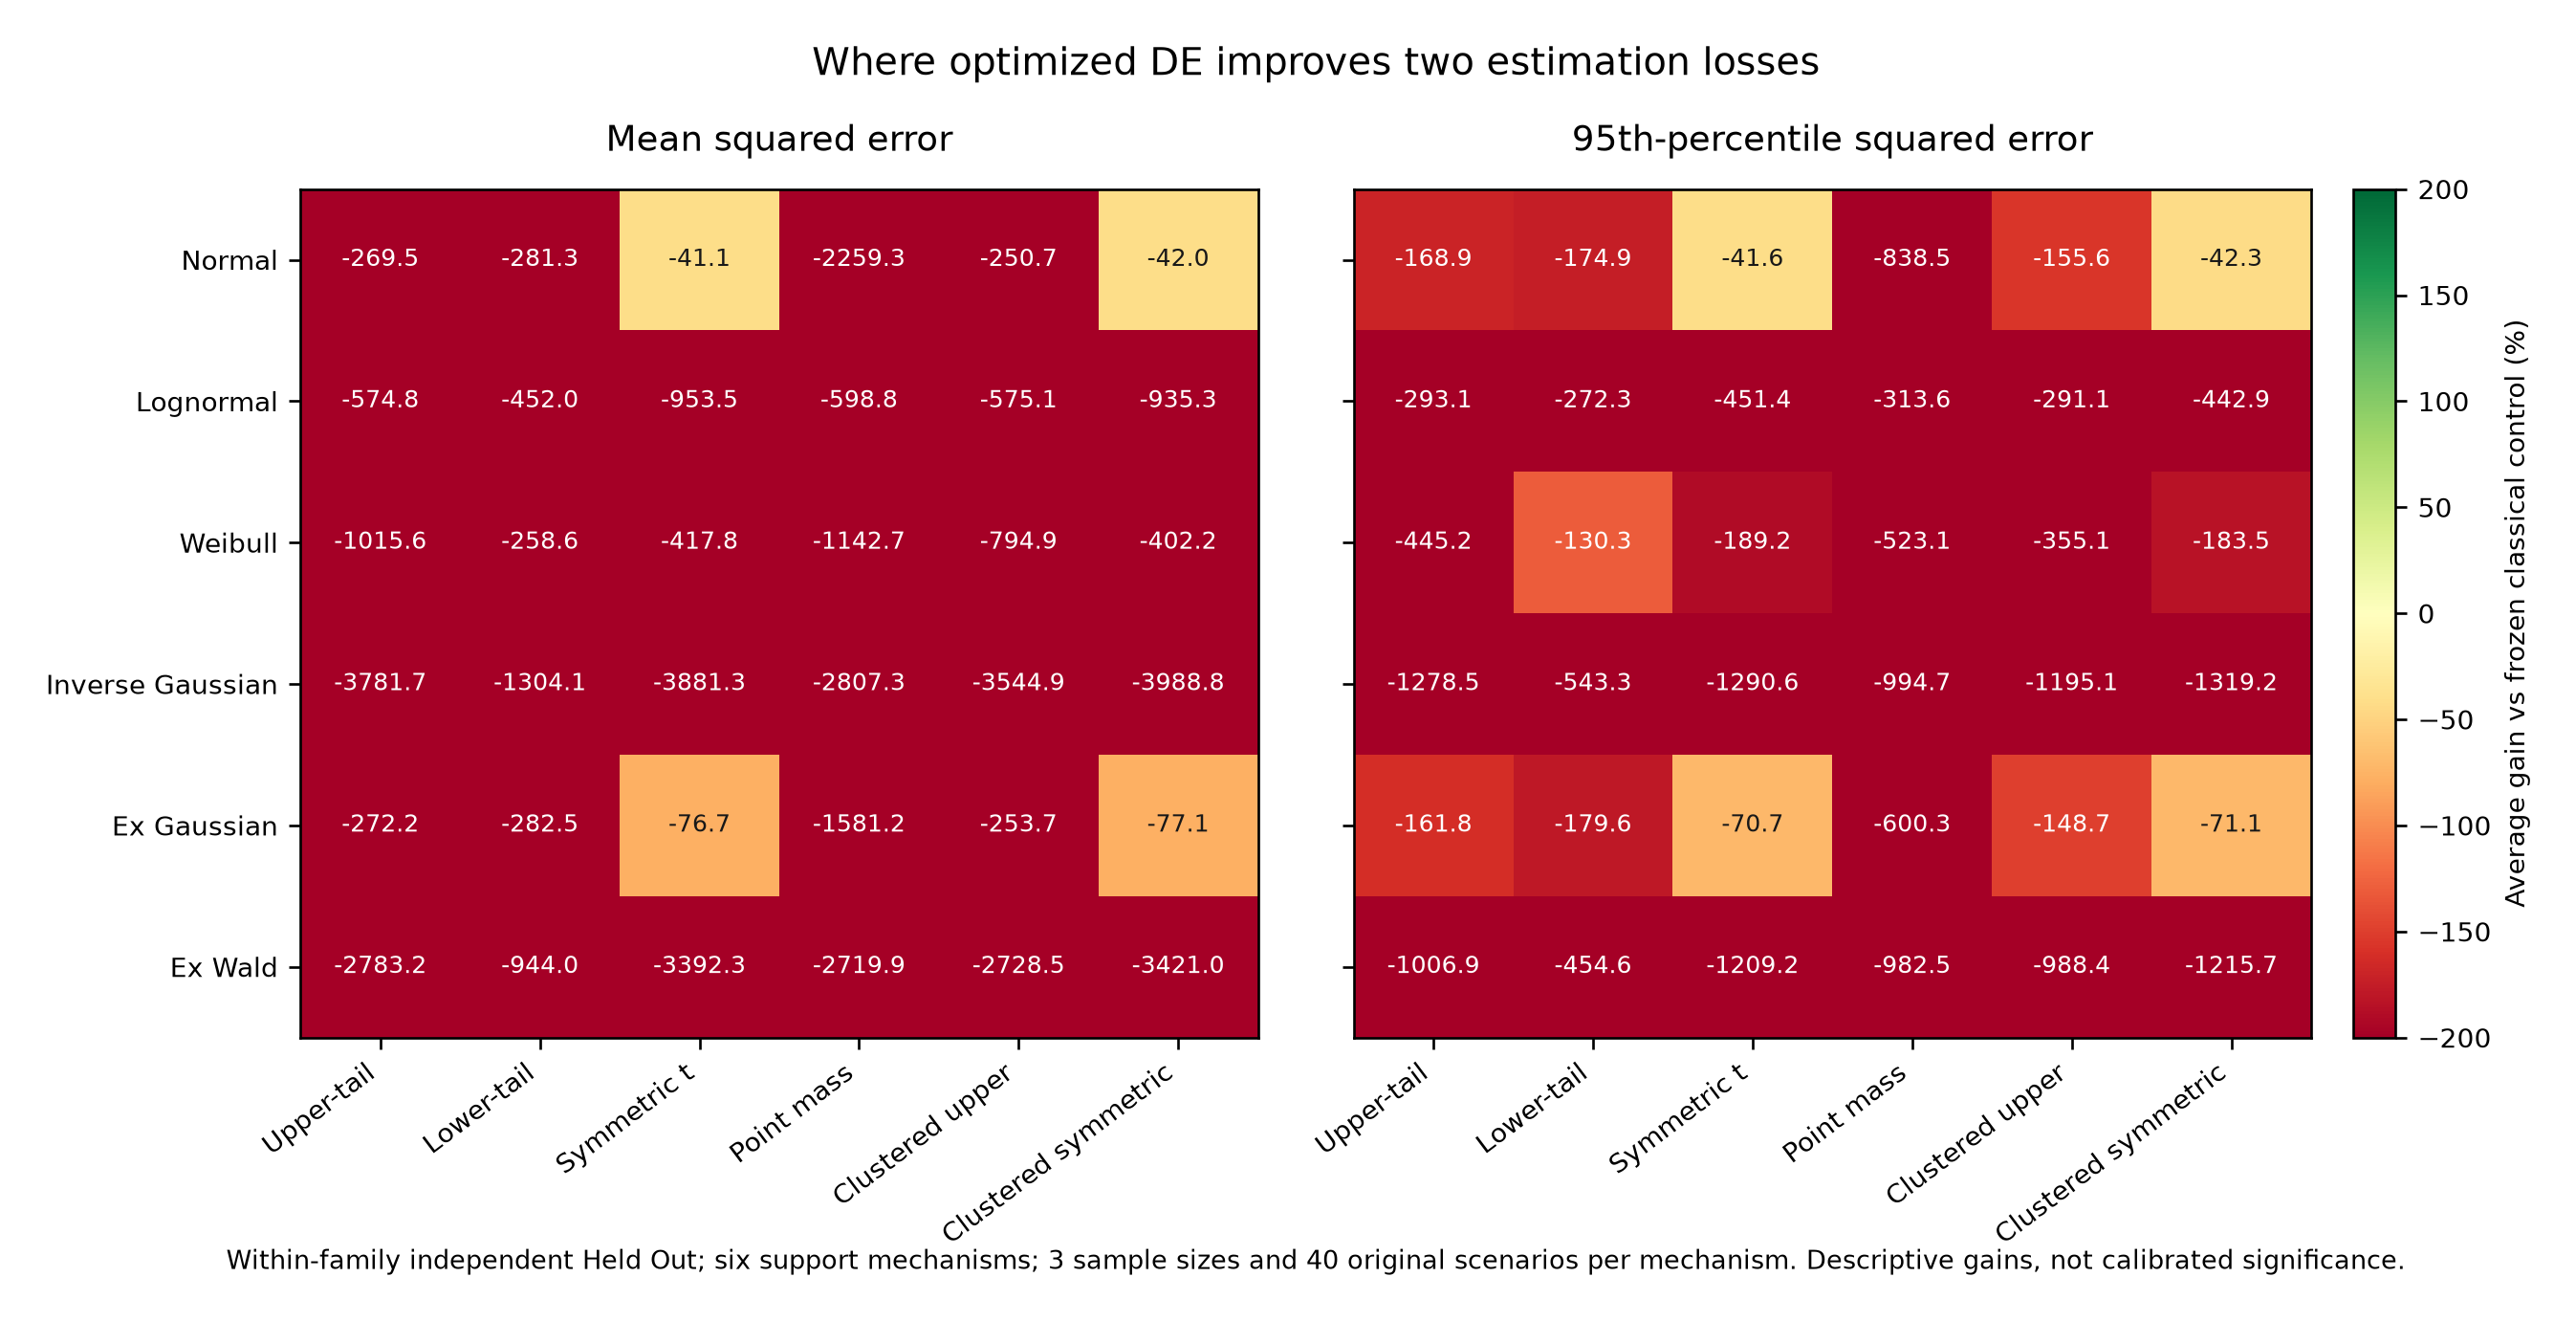 Where optimized DE improves two estimation losses
Mean squared error
95th-percentile squared error
Normal
-269.5 -281.3 -41.1 -2259.3 -250.7 -42.0
-168.9 -174.9 -41.6 -838.5 -155.6 -42.3
Lognormal
-574.8 -452.0 -953.5 -598.8 -575.1 -935.3
-293.1 -272.3 -451.4 -313.6 -291.1 -442.9
Weibull
-1015.6 -258.6 -417.8 -1142.7 -794.9 -402.2
-445.2 -130.3 -189.2 -523.1 -355.1 -183.5
Inverse Gaussian
-3781.7 -1304.1 -3881.3 -2807.3 -3544.9 -3988.8
-1278.5 -543.3 -1290.6 -994.7 -1195.1 -1319.2
Ex Gaussian
-272.2 -282.5 -76.7 -1581.2 -253.7 -77.1
-161.8 -179.6 -70.7 -600.3 -148.7 -71.1
Ex Wald
-2783.2 -944.0 -3392.3 -2719.9 -2728.5 -3421.0
-1006.9 -454.6 -1209.2 -982.5 -988.4 -1215.7
Upper-tail
Lower-tail
Symmetric t
Point mass
Clustered upper
Clustered symmetric
Upper-tail
Lower-tail
Symmetric t
Point mass
Clustered upper
Clustered symmetric
200
150
100
50
0
−50
−100
−150
−200
Average gain vs frozen classical control (%)
Within-family independent Held Out; six support mechanisms; 3 sample sizes and 40 original scenarios per mechanism. Descriptive gains, not calibrated significance.